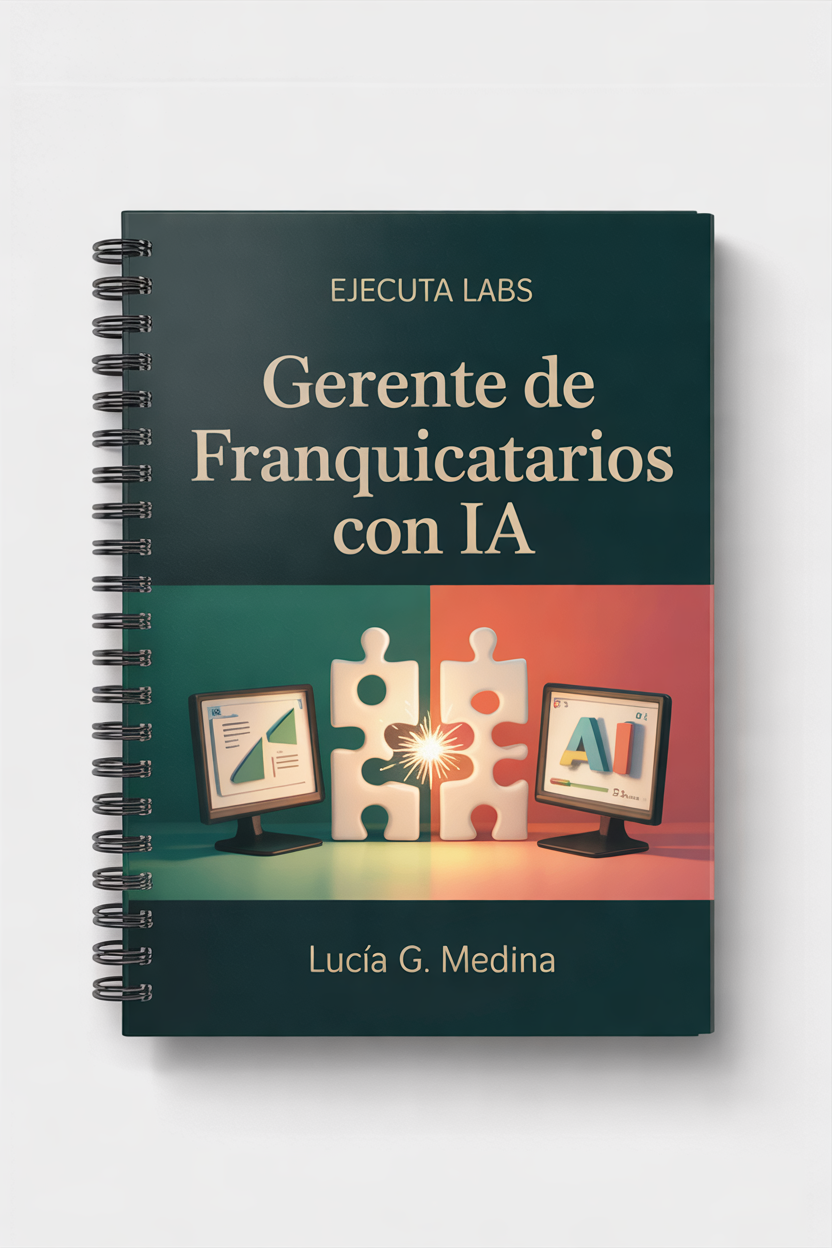 EJECUTA LABS
Gerente de
Franquicatarios
con IA
AI
Lucía G. Medina